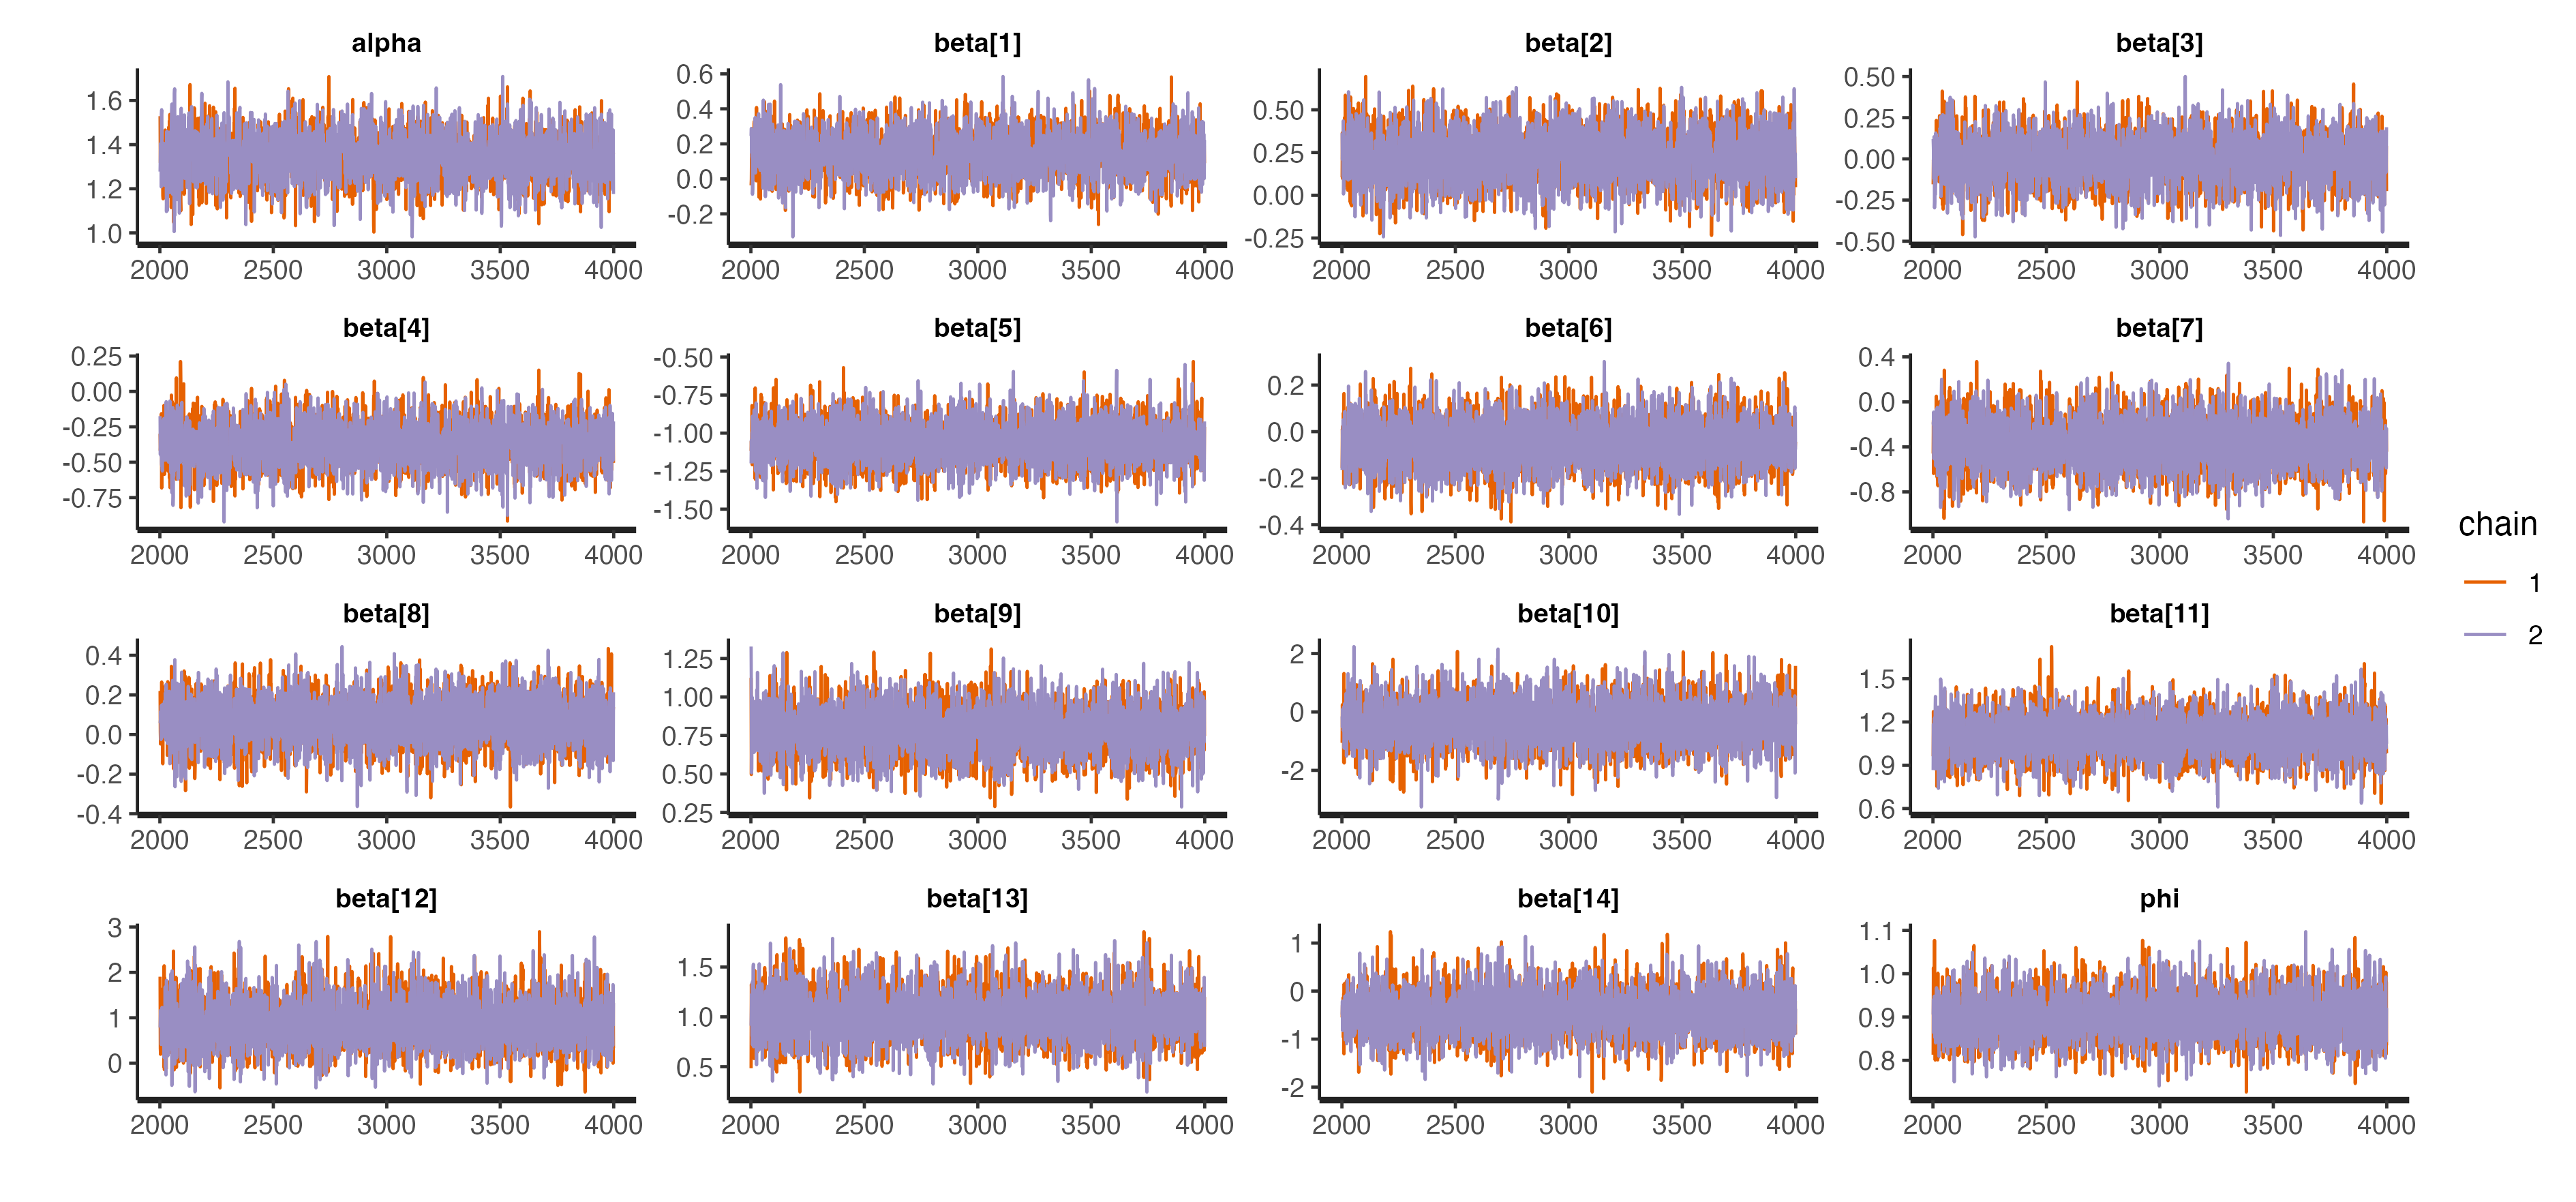 alpha beta[1] beta[2] beta[3]
1.6 1.4 1.2 1.0
0.6 0.4 0.2 0.0 -0.2
0.50 0.25 0.00 -0.25
0.50 0.25 0.00 -0.25 -0.50
2000 2500 3000 3500 4000 2000 2500 3000 3500 4000 2000 2500 3000 3500 4000 2000 2500 3000 3500 4000
beta[4] beta[5] beta[6] beta[7]
0.25 0.00 -0.25 -0.50 -0.75
-0.50 -0.75 -1.00 -1.25 -1.50
0.2 0.0 -0.2 -0.4
0.4 0.0 -0.4 -0.8
2000 2500 3000 3500 4000 2000 2500 3000 3500 4000 2000 2500 3000 3500 4000 2000 2500 3000 3500 4000
beta[8] beta[9] beta[10] beta[11]
0.4 0.2 0.0 -0.2 -0.4
1.25 1.00 0.75 0.50 0.25
2 0 -2
1.5 1.2 0.9 0.6
2000 2500 3000 3500 4000 2000 2500 3000 3500 4000 2000 2500 3000 3500 4000 2000 2500 3000 3500 4000
beta[12] beta[13] beta[14] phi
3 2 1 0
1.5 1.0 0.5
1 0 -1 -2
1.1 1.0 0.9 0.8
2000 2500 3000 3500 4000 2000 2500 3000 3500 4000 2000 2500 3000 3500 4000 2000 2500 3000 3500 4000
chain
1
2